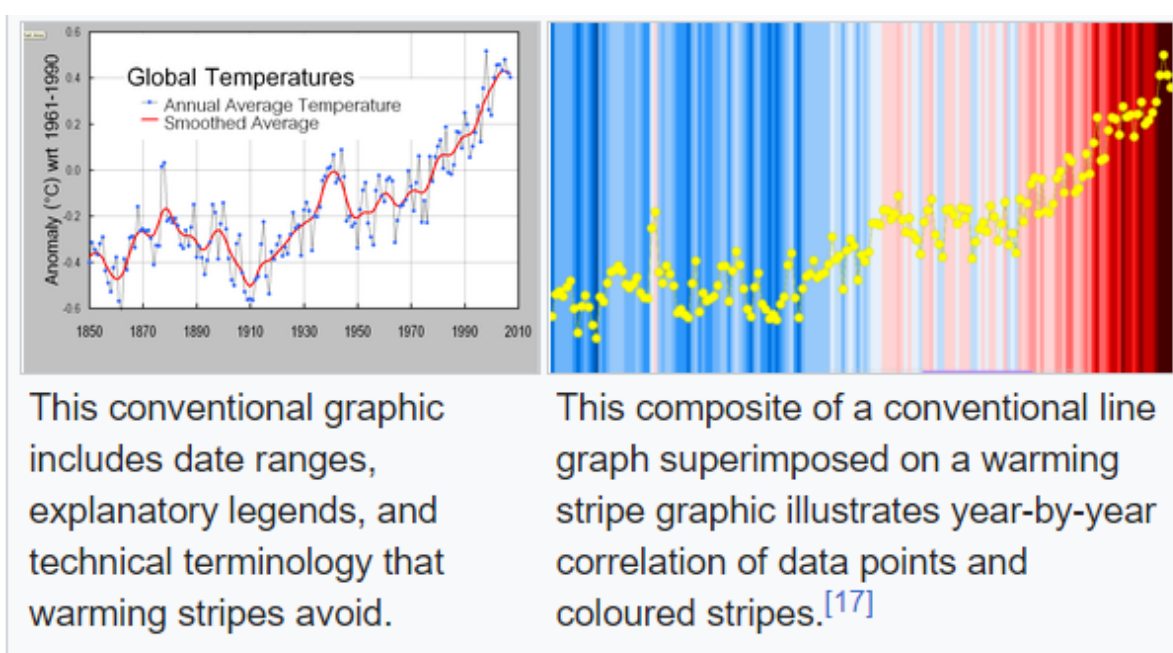 0.6
0.4
0.2
0.0
-0.2
-0.4
-0.6
Anomaly (°C) wrt 1961-1990
Global Temperatures
Annual Average Temperature
Smoothed Average
1850 1870 1890 1910 1930 1950 1970 1990 2010
This conventional graphic
includes date ranges,
explanatory legends, and
technical terminology that
warming stripes avoid.
This composite of a conventional line
graph superimposed on a warming
stripe graphic illustrates year-by-year
correlation of data points and
coloured stripes.[17]